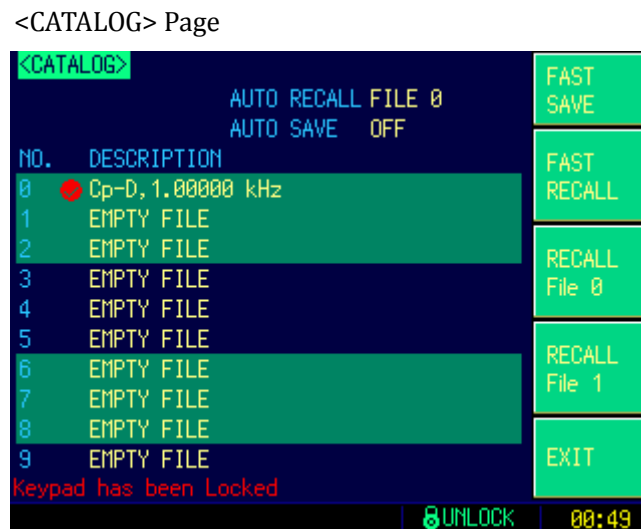 <CATALOG> Page
<CATALOG>
AUTO RECALL FILE 0
AUTO SAVE OFF
NO. DESCRIPTION
0 Cp-D,1.00000 kHz
1 EMPTY FILE
2 EMPTY FILE
3 EMPTY FILE
4 EMPTY FILE
5 EMPTY FILE
6 EMPTY FILE
7 EMPTY FILE
8 EMPTY FILE
9 EMPTY FILE
Keypad has been Locked
FAST
SAVE
FAST
RECALL
RECALL
File 0
RECALL
File 1
EXIT
UNLOCK
00:49